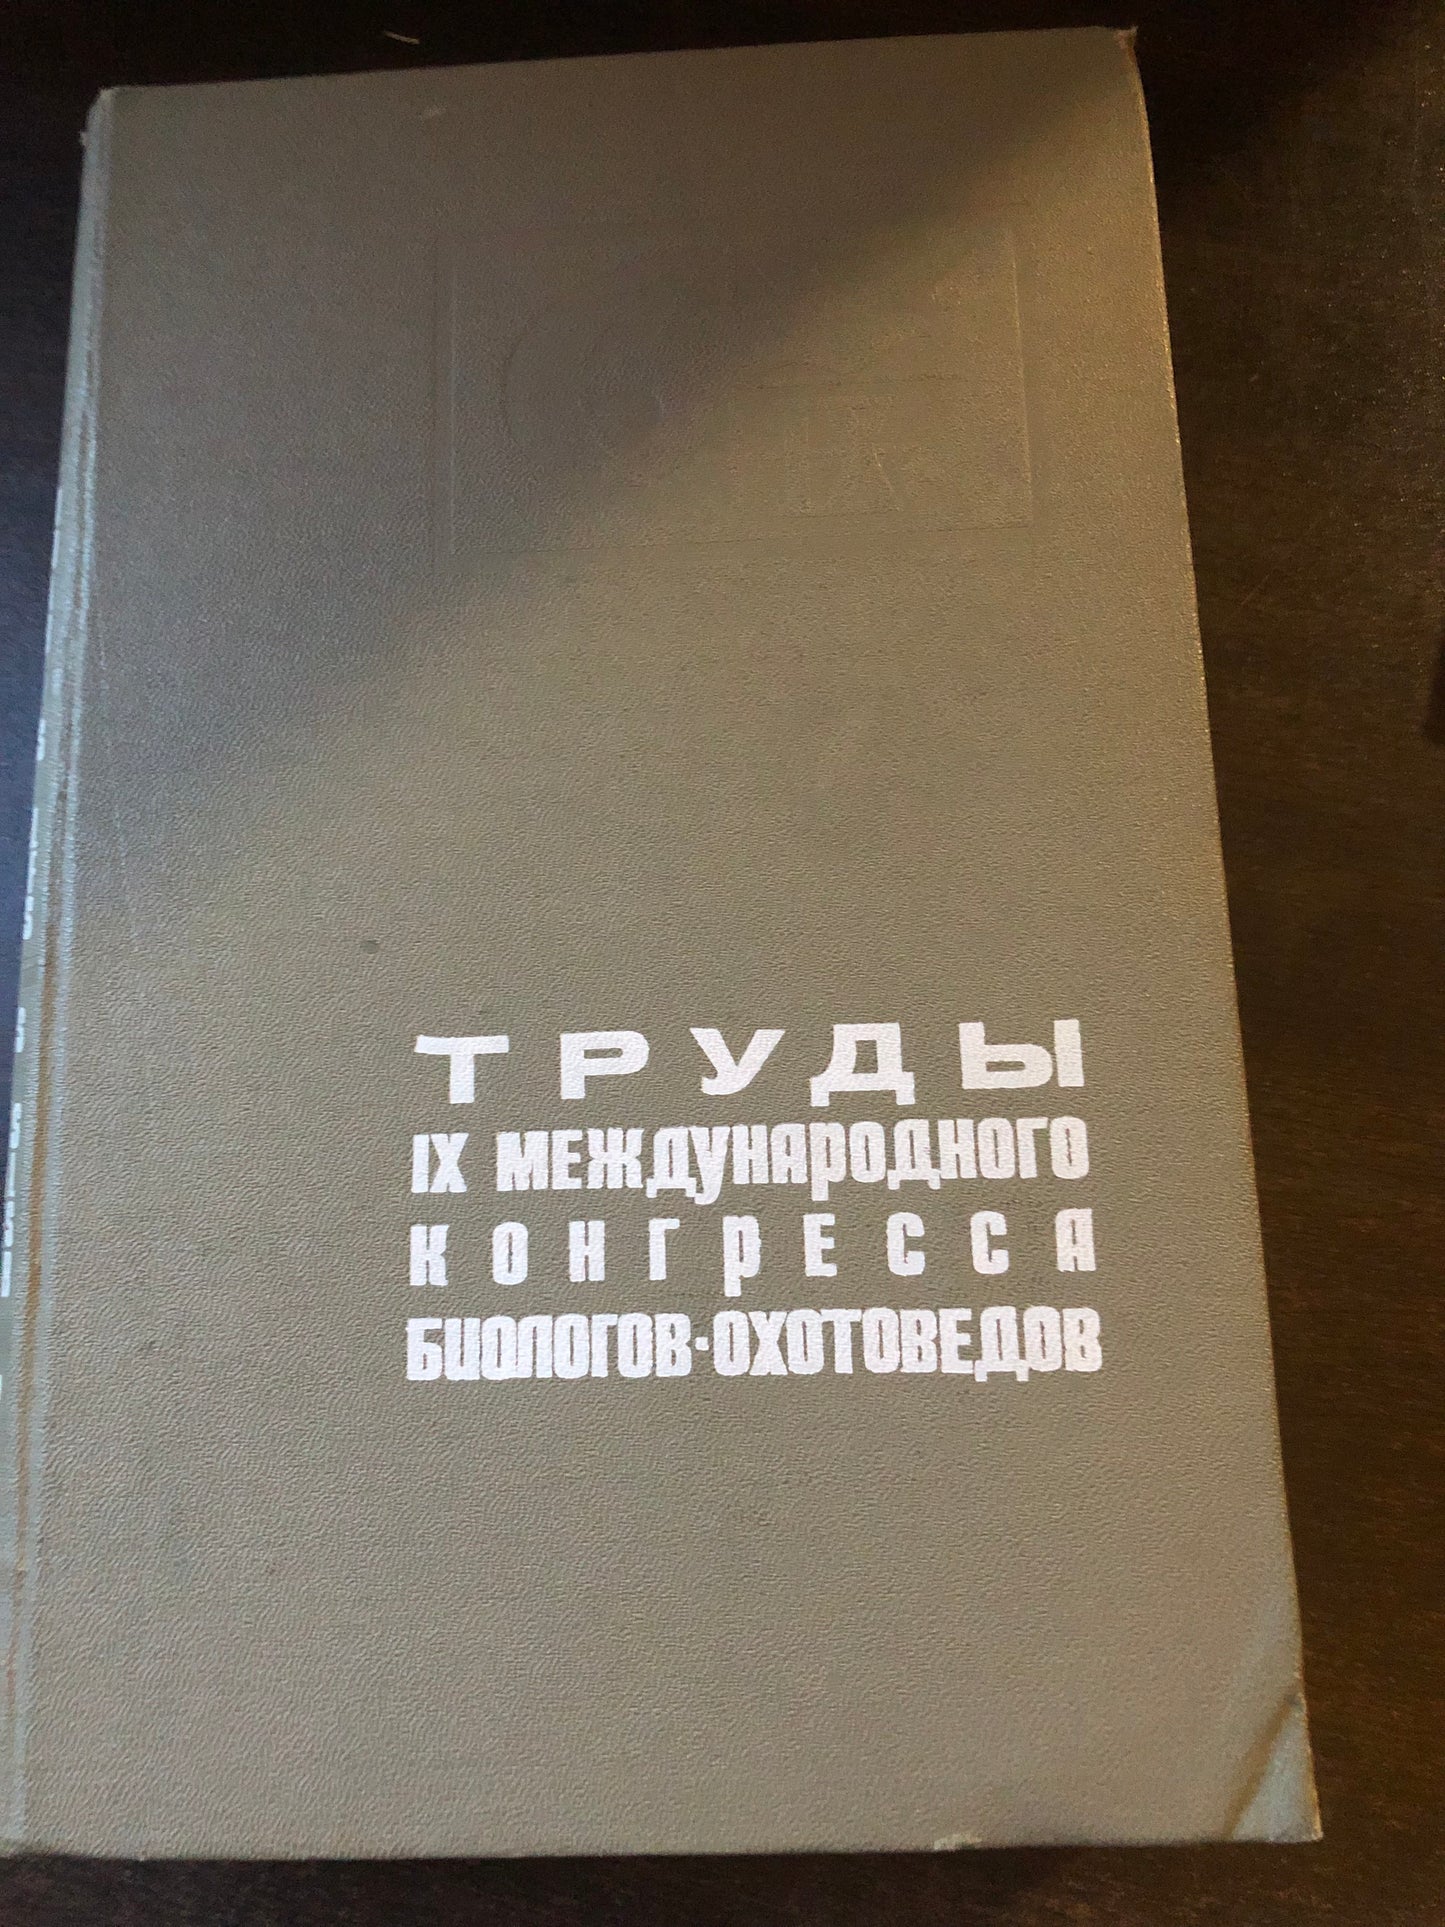 ТРУДЫ
IX МЕЖДУНАРОДНОГО
КОНГРЕССА
БИОЛОГОВ-ОХОТОВЕДОВ